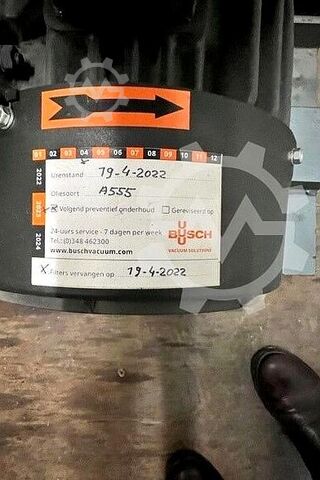 01 02 03 04 05 06 07 08 09 10 11 12
2022
2023
2024
Urenstand 19-4-2022
Oliesoort A555
Volgend preventief onderhoud Gereviseerd op
24-uurs service - 7 dagen per week
Tel.:(0)348 462300
www.buschvacuum.com
BUSCH
VACUUM SOLUTIONS
X Filters vervangen op 19-4-2022